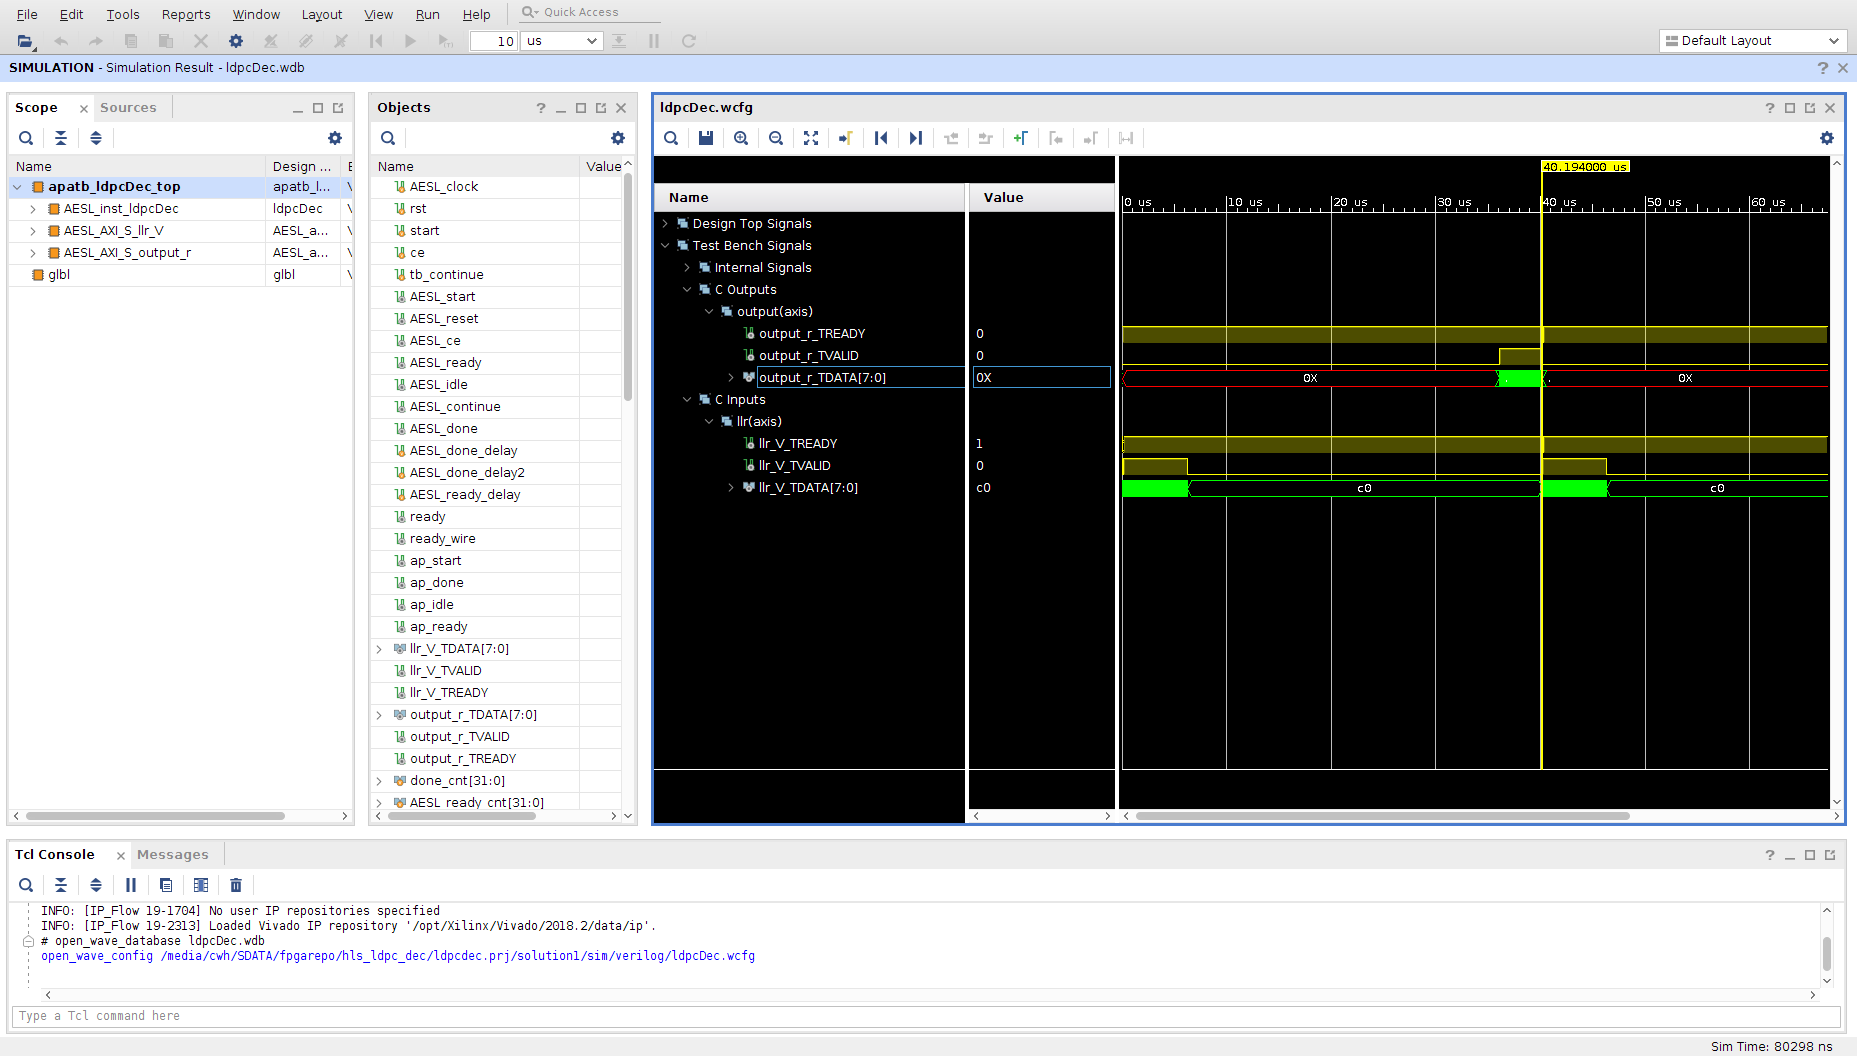 File Edit Tools Reports Window Layout View Run Help Quick Access
10 us Default Layout
SIMULATION - Simulation Result - ldpcDec.wdb
Scope Sources
Name Design ...
apatb_ldpcDec_top apatb_l...
AESL_inst_ldpcDec ldpcDec
AESL_AXI_S_llr_V AESL_a...
AESL_AXI_S_output_r AESL_a...
glbl glbl
Objects
Name Value
AESL_clock
rst
start
ce
tb_continue
AESL_start
AESL_reset
AESL_ce
AESL_ready
AESL_idle
AESL_continue
AESL_done
AESL_done_delay
AESL_done_delay2
AESL_ready_delay
ready
ready_wire
ap_start
ap_done
ap_idle
ap_ready
llr_V_TDATA[7:0]
llr_V_TVALID
llr_V_TREADY
output_r_TDATA[7:0]
output_r_TVALID
output_r_TREADY
done_cnt[31:0]
AESL_ready_cnt[31:0]
ldpcDec.wcfg
40.194000 us
Name Value
0 us 10 us 20 us 30 us 40 us 50 us 60 us
Design Top Signals
Test Bench Signals
Internal Signals
C Outputs
output(axis)
output_r_TREADY 0
output_r_TVALID 0
output_r_TDATA[7:0] 0X 0X 0X
C Inputs
llr(axis)
llr_V_TREADY 1
llr_V_TVALID 0
llr_V_TDATA[7:0] c0 c0 c0
Tcl Console Messages
INFO: [IP_Flow 19-1704] No user IP repositories specified
INFO: [IP_Flow 19-2313] Loaded Vivado IP repository '/opt/Xilinx/Vivado/2018.2/data/ip'.
# open_wave_database ldpcDec.wdb
open_wave_config /media/cwh/SDATA/fpgarepo/hls_ldpc_dec/ldpcdec.prj/solution1/sim/verilog/ldpcDec.wcfg
Type a Tcl command here
Sim Time: 80298 ns